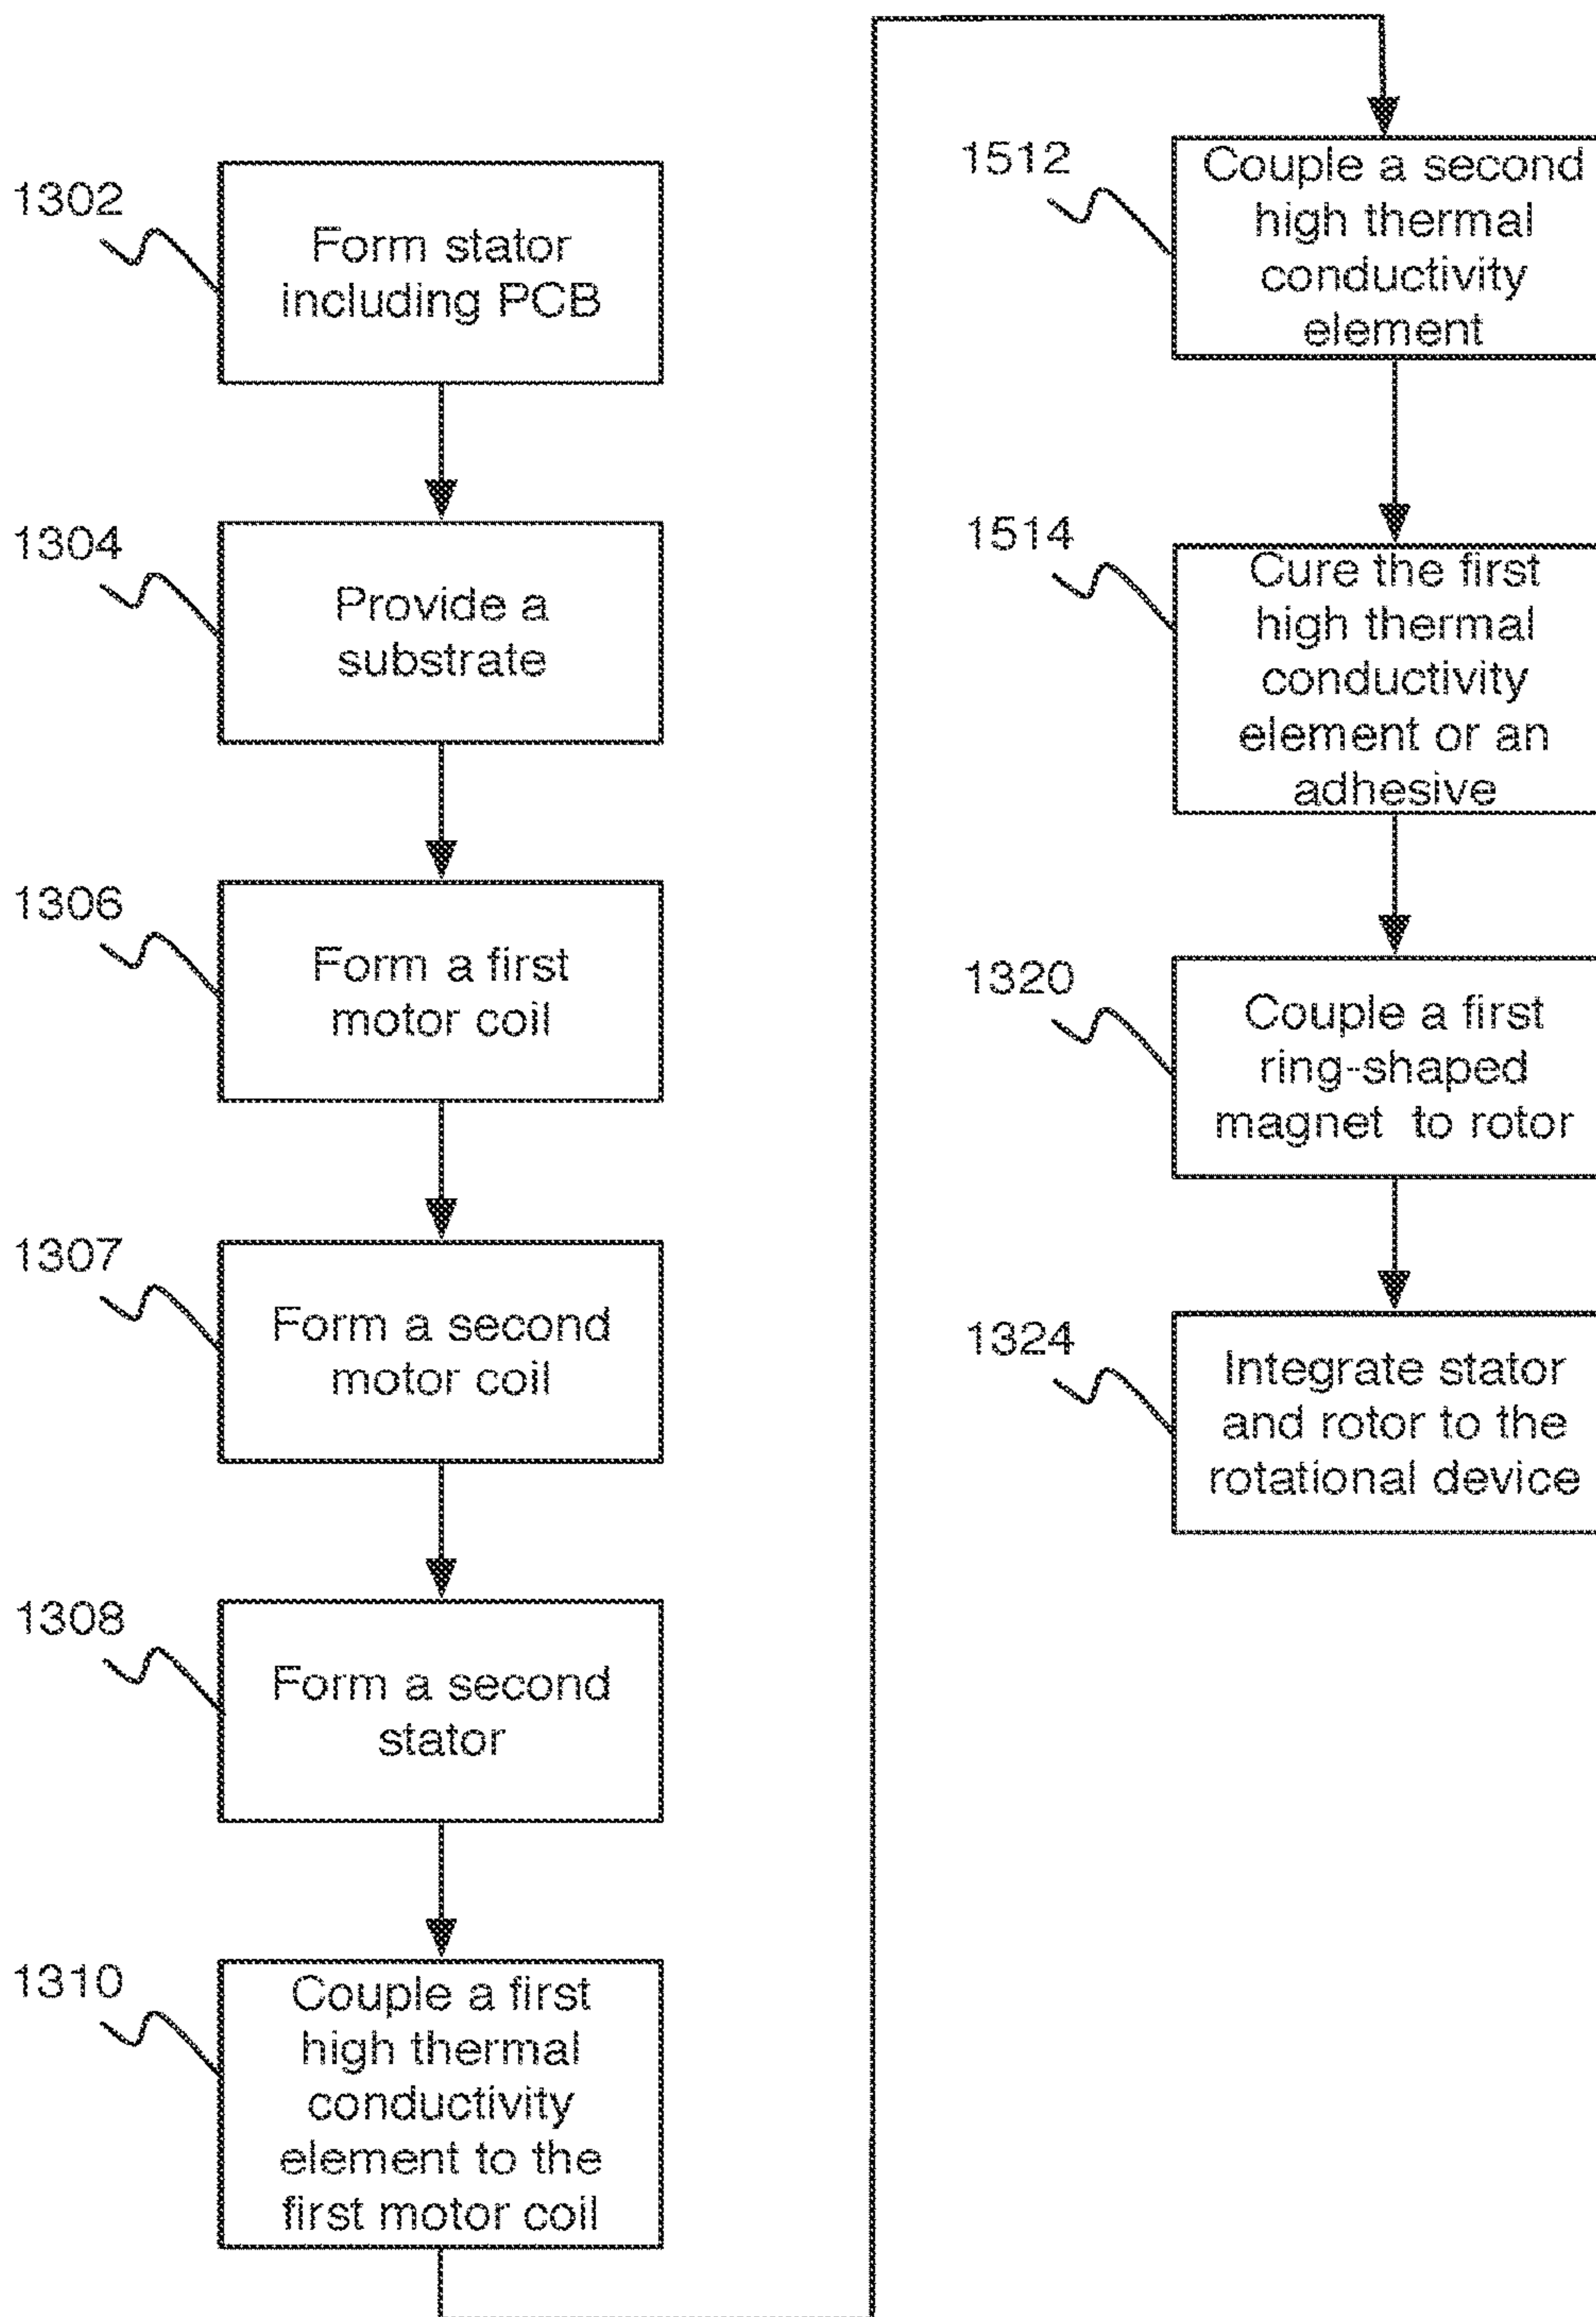 1302
Form stator
including PCB
1304
Provide a
substrate
1306
Form a first
motor coil
1307
Form a second
motor coil
1308
Form a second
stator
1310
Couple a first
high thermal
conductivity
element to the
first motor coil
1512
Couple a second
high thermal
conductivity
element
1514
Cure the first
high thermal
conductivity
element or an
adhesive
1320
Couple a first
ring-shaped
magnet to rotor
1324
Integrate stator
and rotor to the
rotational device